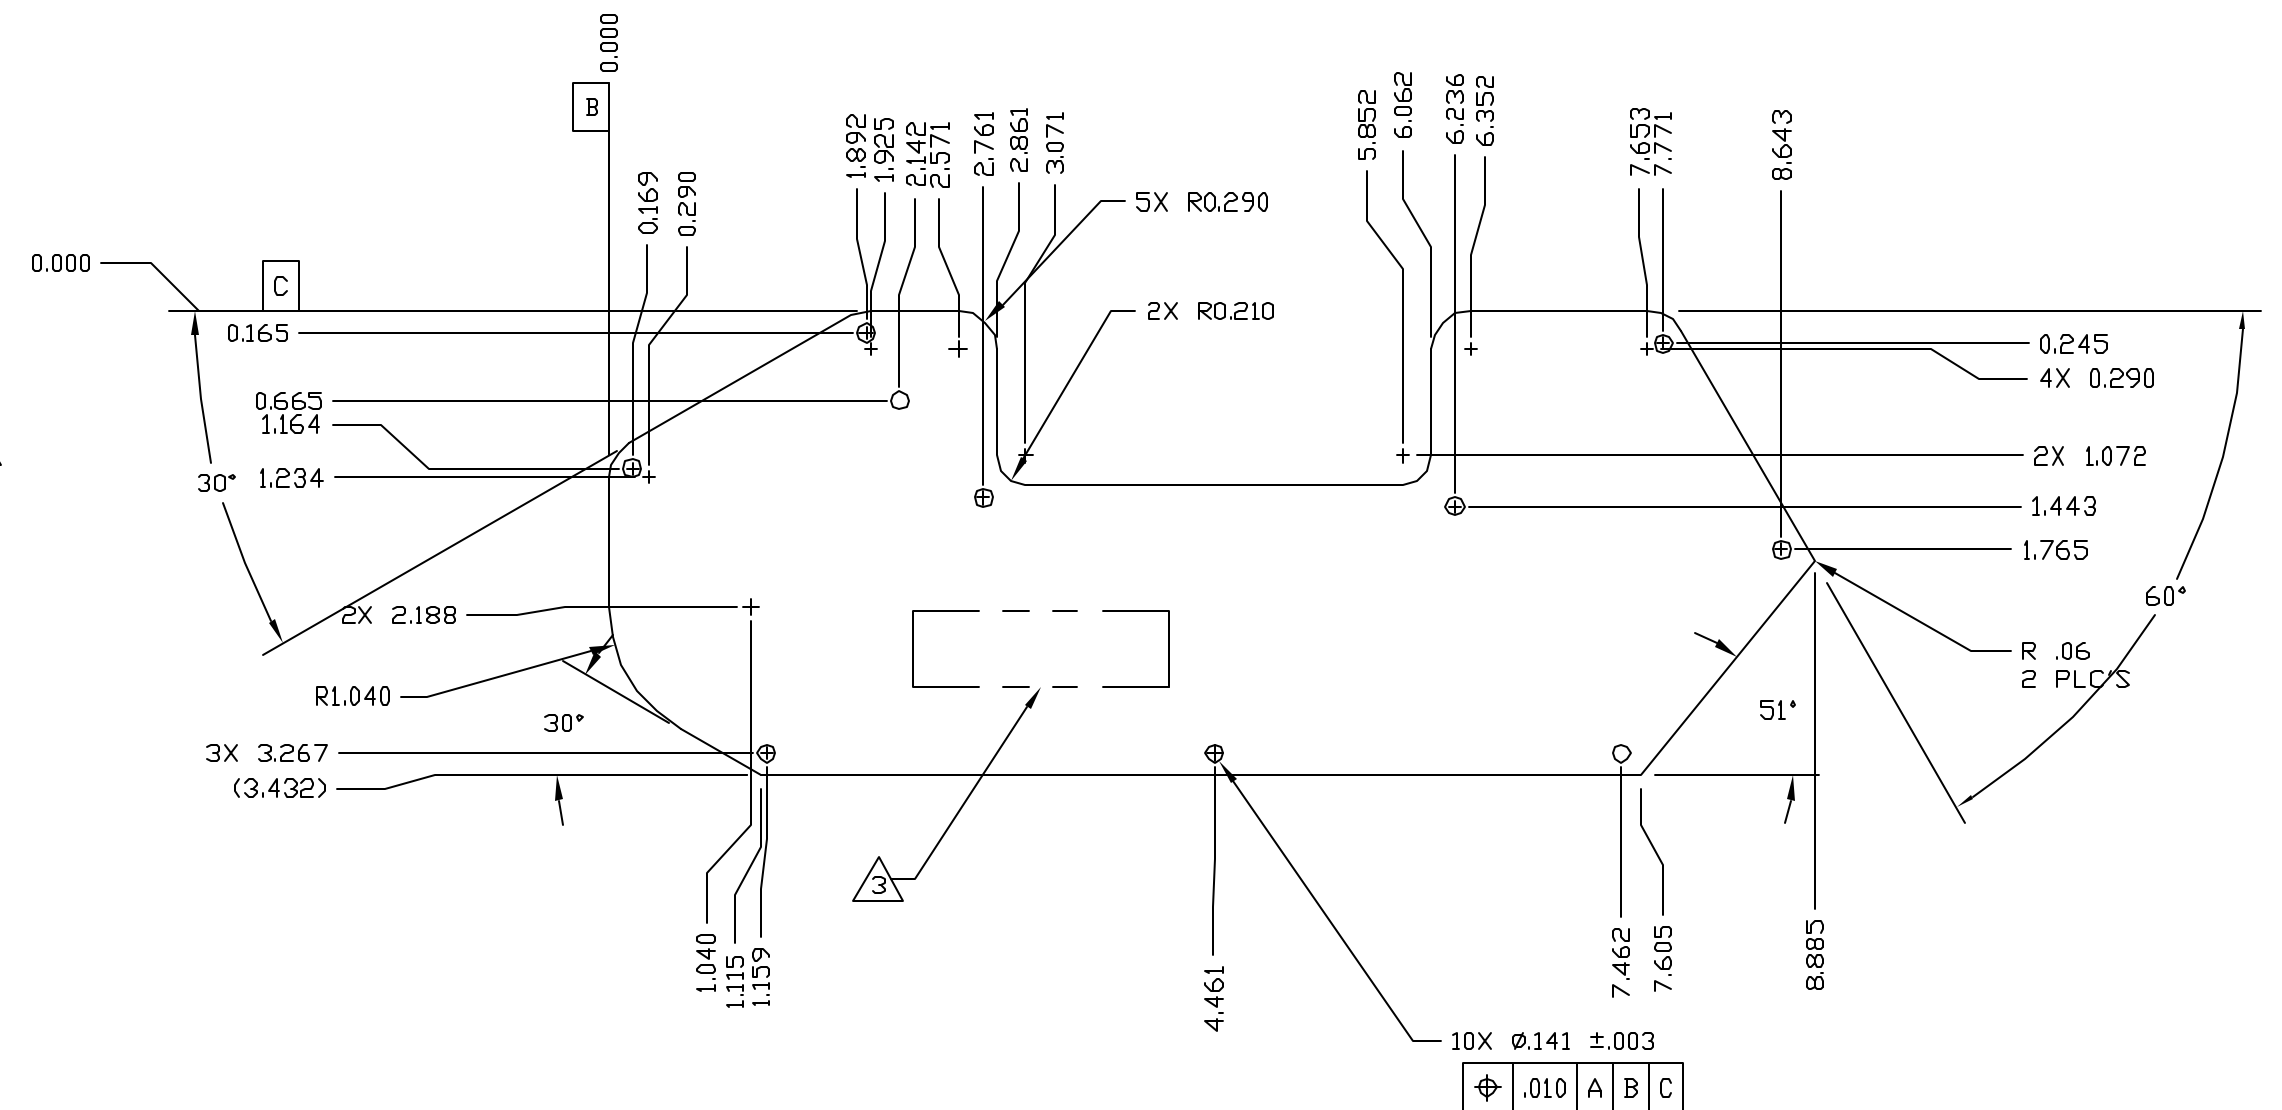 0.000
B
0.169
0.290
1.892
1.925
2.142
2.571
2.761
2.861
3.071
5.852
6.062
6.236
6.352
7.653
7.771
8.643
5X R0.290
0.000
C
2X R0.210
0.165
0.245
4X 0.290
0.665
1.164
2X 1.072
30° 1.234
1.443
1.765
60°
2X 2.188
R .06
2 PLC'S
R1.040
30°
51°
3X 3.267
(3.432)
3
1.040
1.115
1.159
4.461
7.462
7.605
8.885
10X Ø.141 ±.003
⌖ .010 A B C